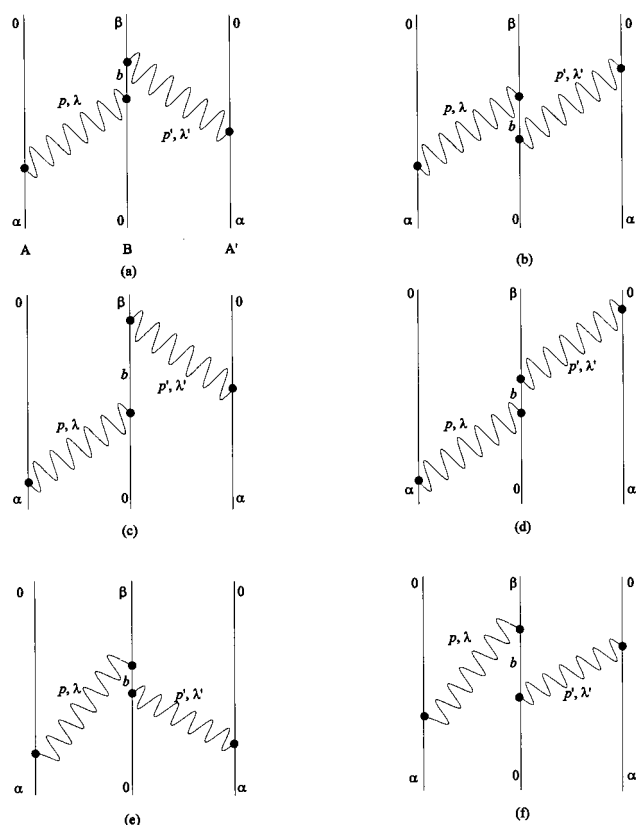 0 β 0
b
p, λ
p', λ'
α 0 α
A B A'
(a)
0 β 0
p, λ
p', λ'
b
α 0 α
(b)
0 β 0
b
p', λ'
p, λ
α 0 α
(c)
0 β 0
p', λ'
b
p, λ
α 0 α
(d)
0 β 0
p, λ
b
p', λ'
α 0 α
(e)
0 β 0
p, λ
b
p', λ'
α 0 α
(f)